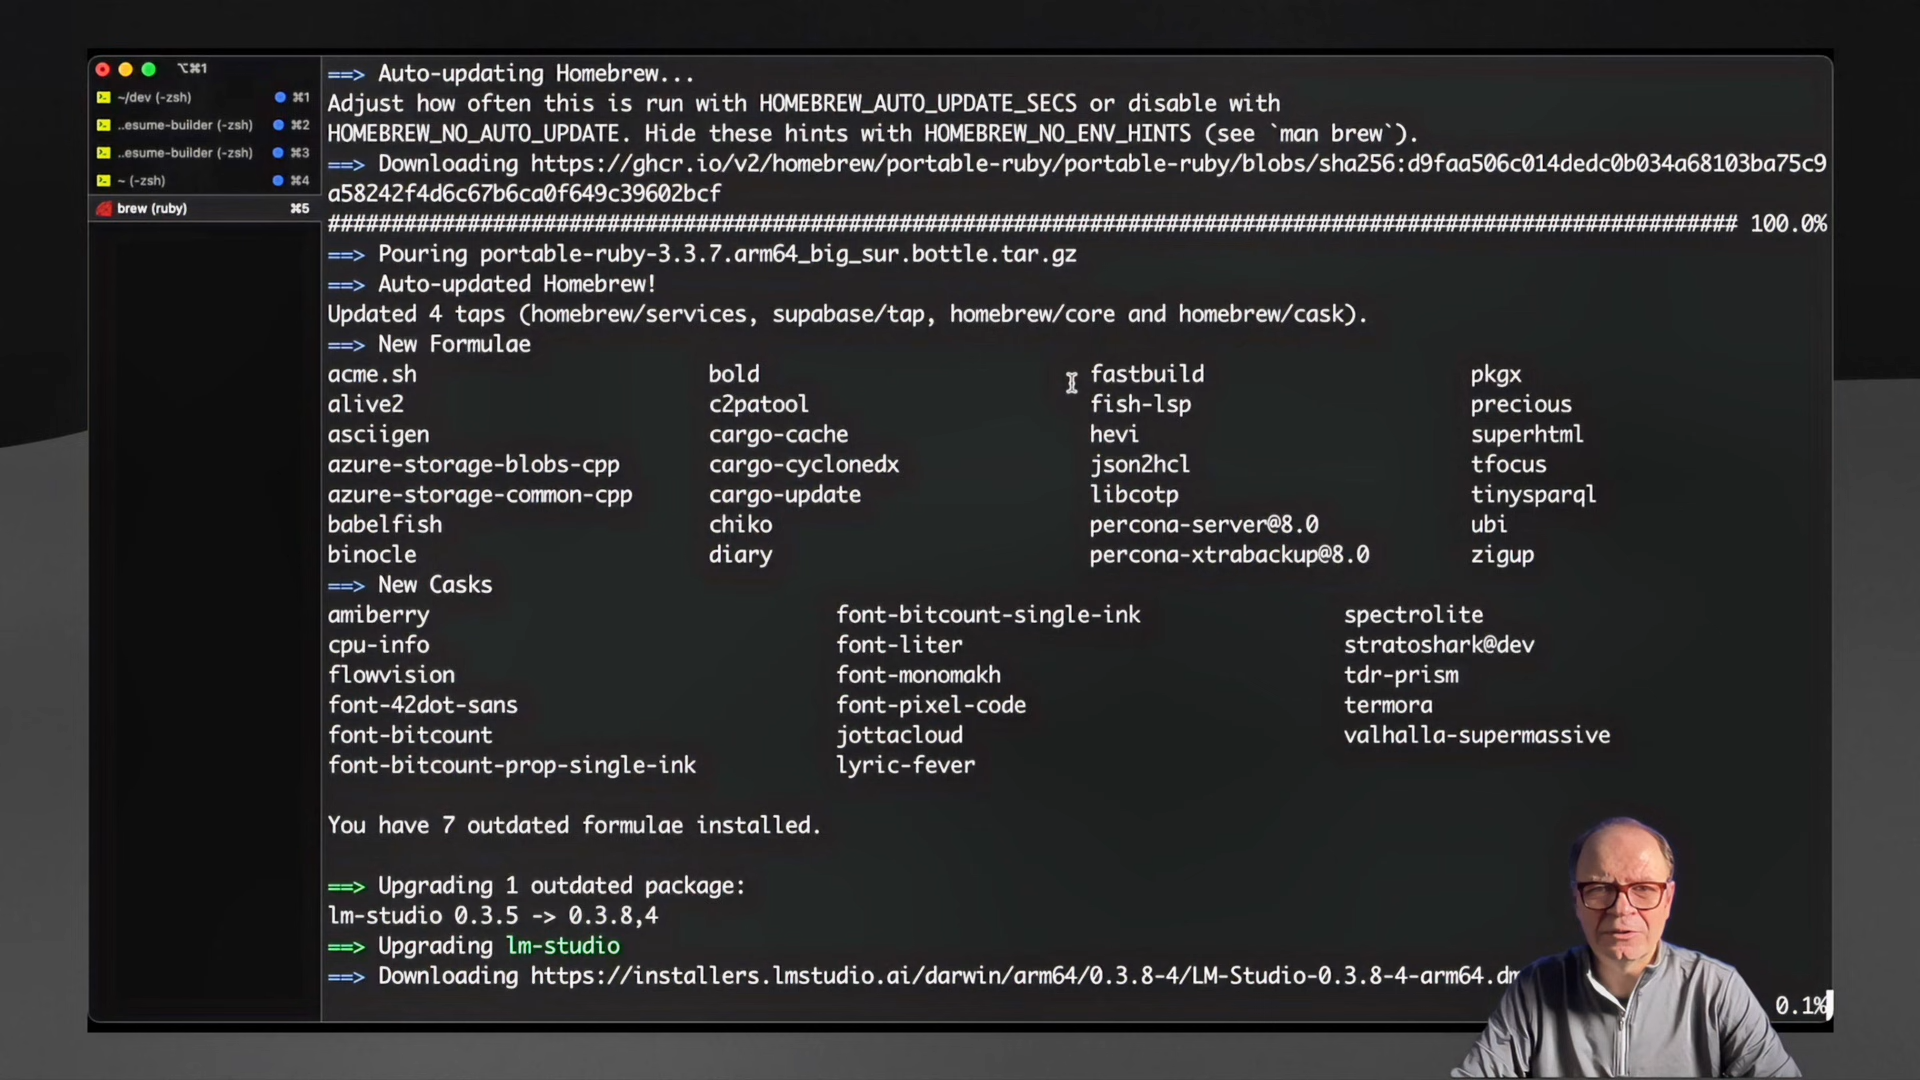 ⌥⌘1
~/dev (-zsh) ⌘1
..esume-builder (-zsh) ⌘2
..esume-builder (-zsh) ⌘3
~ (-zsh) ⌘4
brew (ruby) ⌘5
==> Auto-updating Homebrew...
Adjust how often this is run with HOMEBREW_AUTO_UPDATE_SECS or disable with
HOMEBREW_NO_AUTO_UPDATE. Hide these hints with HOMEBREW_NO_ENV_HINTS (see `man brew`).
==> Downloading https://ghcr.io/v2/homebrew/portable-ruby/portable-ruby/blobs/sha256:d9faa506c014dedc0b034a68103ba75c9
a58242f4d6c67b6ca0f649c39602bcf
############################################################################################################### 100.0%
==> Pouring portable-ruby-3.3.7.arm64_big_sur.bottle.tar.gz
==> Auto-updated Homebrew!
Updated 4 taps (homebrew/services, supabase/tap, homebrew/core and homebrew/cask).
==> New Formulae
acme.sh bold fastbuild pkgx
alive2 c2patool fish-lsp precious
asciigen cargo-cache hevi superhtml
azure-storage-blobs-cpp cargo-cyclonedx json2hcl tfocus
azure-storage-common-cpp cargo-update libcotp tinysparql
babelfish chiko percona-server@8.0 ubi
binocle diary percona-xtrabackup@8.0 zigup
==> New Casks
amiberry font-bitcount-single-ink spectrolite
cpu-info font-liter stratoshark@dev
flowvision font-monomakh tdr-prism
font-42dot-sans font-pixel-code termora
font-bitcount jottacloud valhalla-supermassive
font-bitcount-prop-single-ink lyric-fever
You have 7 outdated formulae installed.
==> Upgrading 1 outdated package:
lm-studio 0.3.5 -> 0.3.8,4
==> Upgrading lm-studio
==> Downloading https://installers.lmstudio.ai/darwin/arm64/0.3.8-4/LM-Studio-0.3.8-4-arm64.dm
0.1%